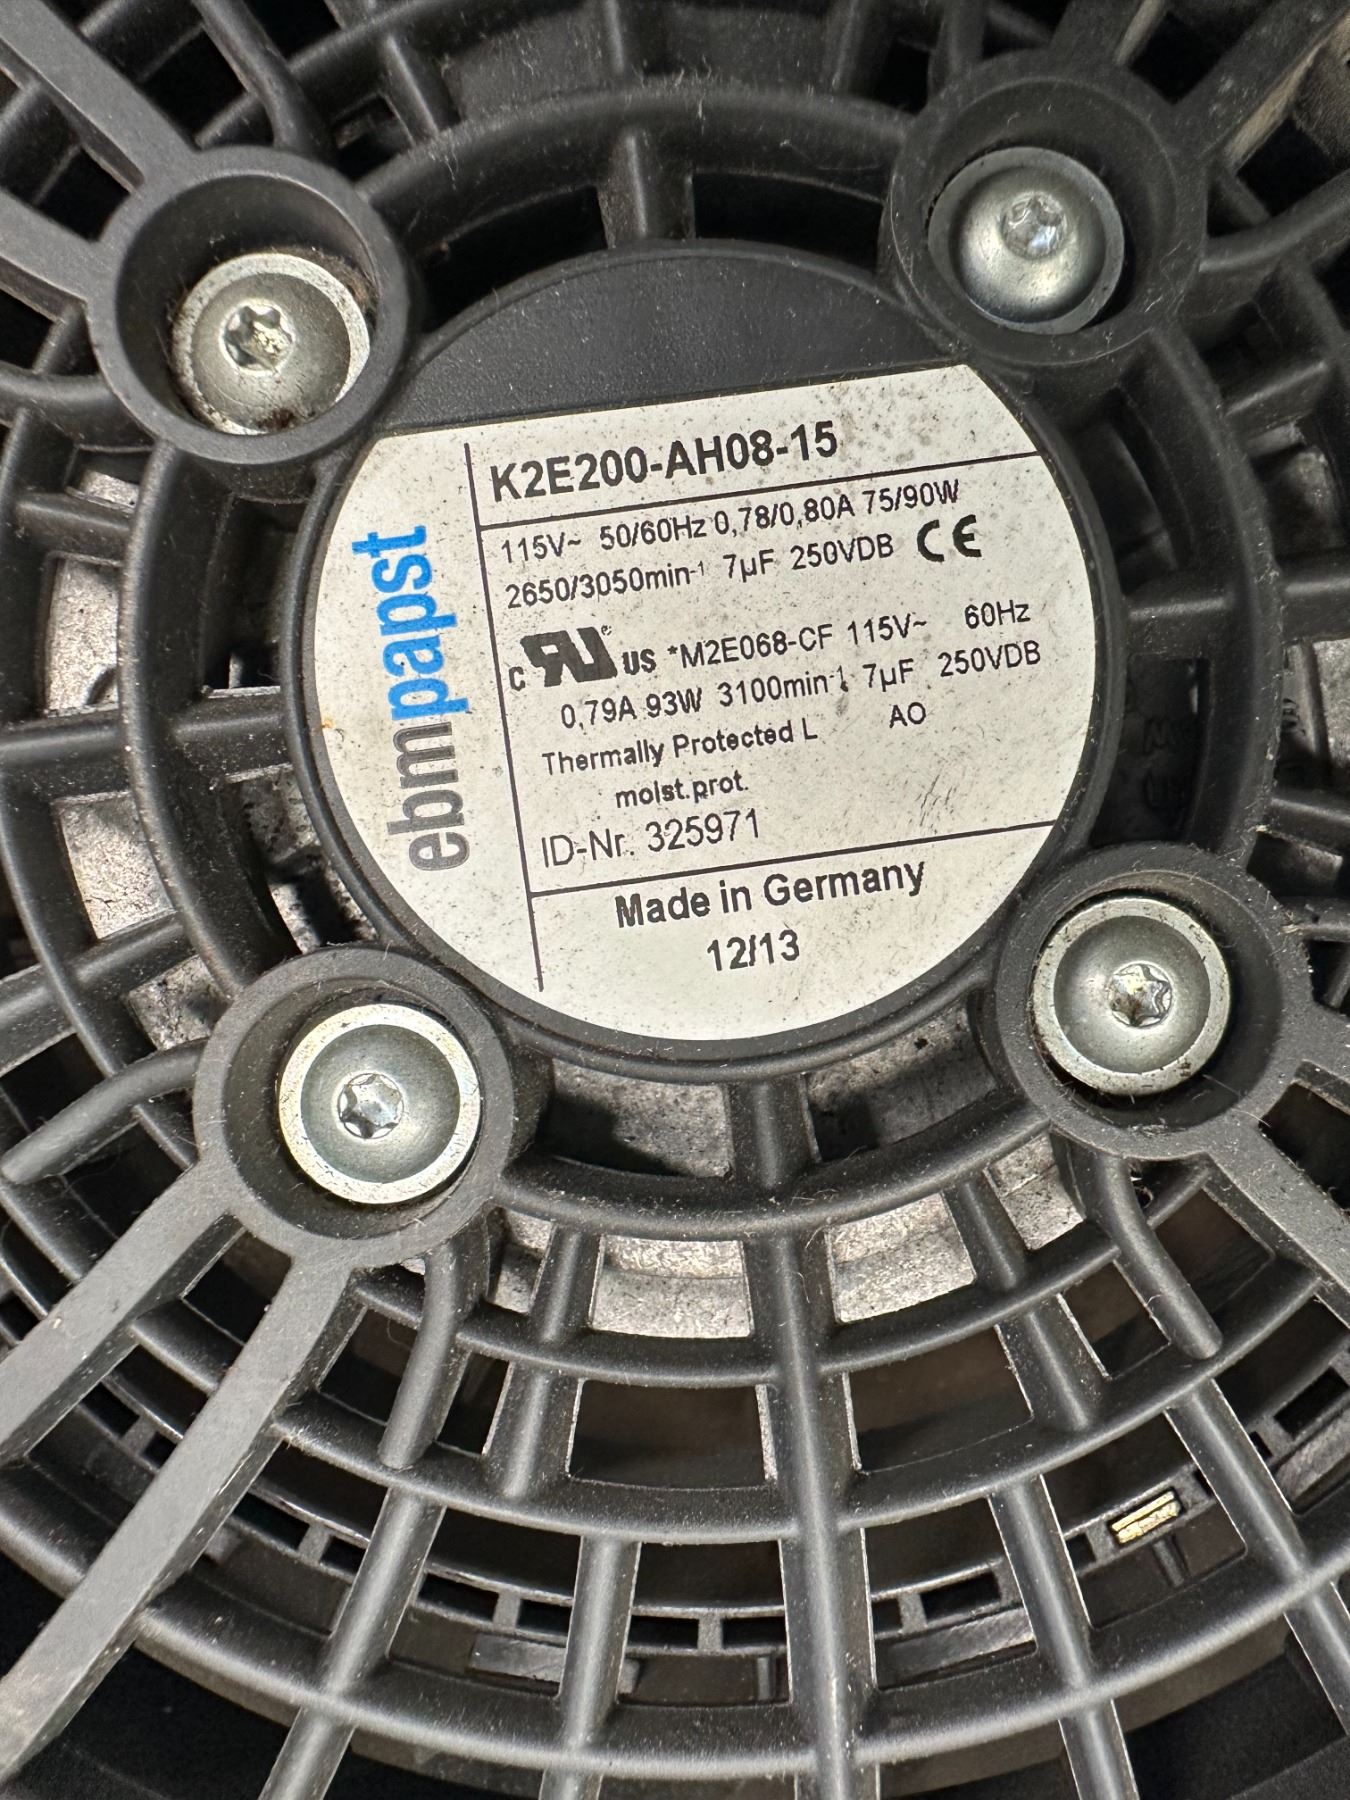 ebmpapst
K2E200-AH08-15
115V~ 50/60Hz 0,78/0,80A 75/90W
2650/3050min-1 7µF 250VDB CE
c RU ® US *M2E068-CF 115V~ 60Hz
0,79A 93W 3100min-1 7µF 250VDB
Thermally Protected L AO
moist.prot.
ID-Nr. 325971
Made in Germany
12/13